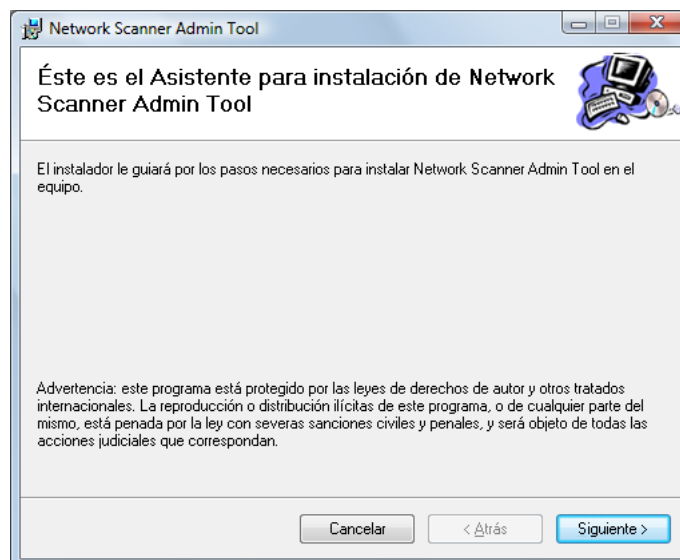 Network Scanner Admin Tool
Éste es el Asistente para instalación de Network
Scanner Admin Tool
El instalador le guiará por los pasos necesarios para instalar Network Scanner Admin Tool en el
equipo.
Advertencia: este programa está protegido por las leyes de derechos de autor y otros tratados
internacionales. La reproducción o distribución ilícitas de este programa, o de cualquier parte del
mismo, está penada por la ley con severas sanciones civiles y penales, y será objeto de todas las
acciones judiciales que correspondan.
Cancelar
< Atrás
Siguiente >